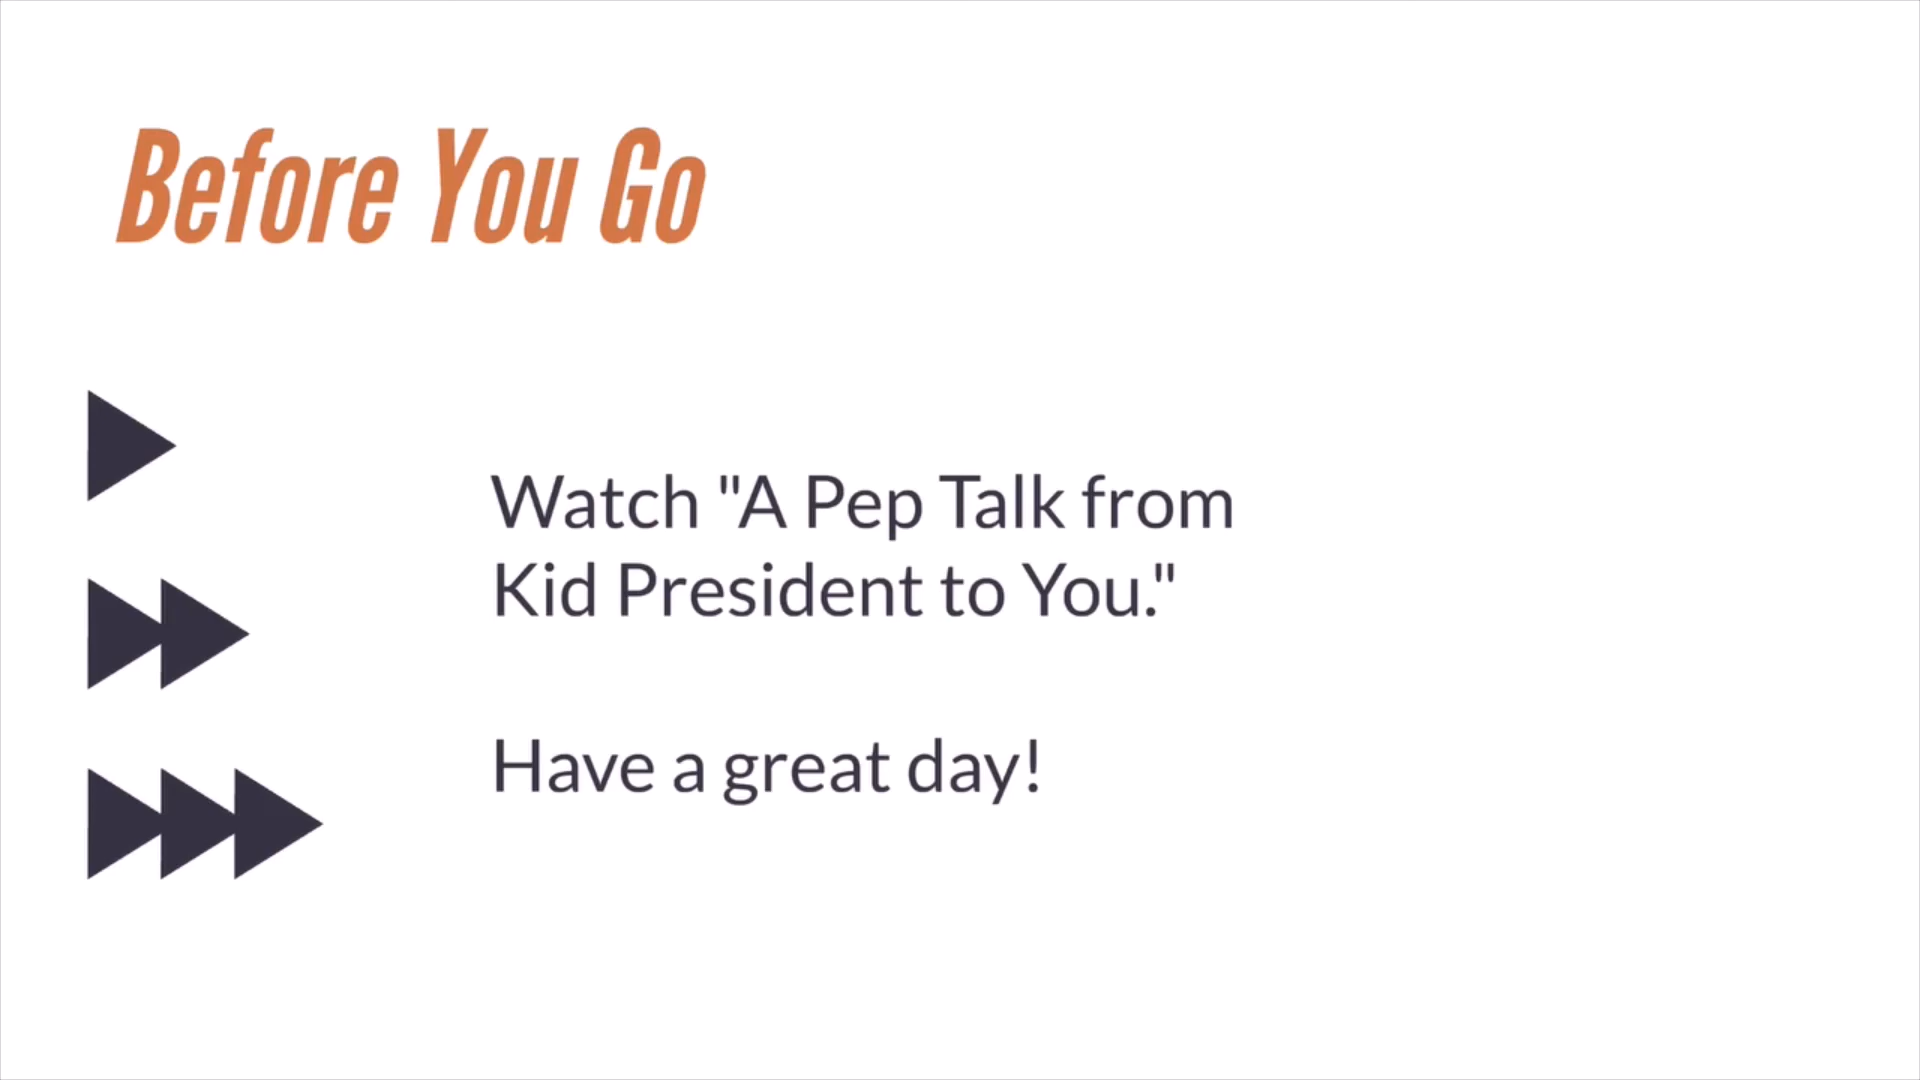 Before You Go
Watch "A Pep Talk from
Kid President to You."
Have a great day!